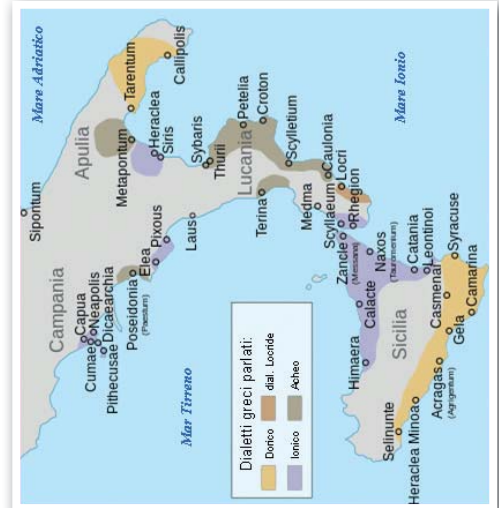 Mare Adriatico
Sipontum
Campania
Capua
Neapolis
Cumae
Dicaearchia
Pithecusae
Apulia
Tarentum
Callipolis
Metapontum
Heraclea
Siris
Poseidonia
(Paestum)
Elea
Pixous
Laus
Sybaris
Thurii
Lucania
Petelia
Croton
Terina
Scylletium
Mar Tirreno
Mare Ionio
Medma
Caulonia
Locri
Scyllaeum
Rhegion
Zancle
(Messana)
Naxos
(Tauromenium)
Himaera
Calacte
Catania
Leontinoi
Sicilia
Syracuse
Casmenai
Camarina
Gela
Acragas
(Agrigentum)
Heraclea Minoa
Selinunte
Dialetti greci parlati:
Dorico
dial. Locride
Ionico
Acheo